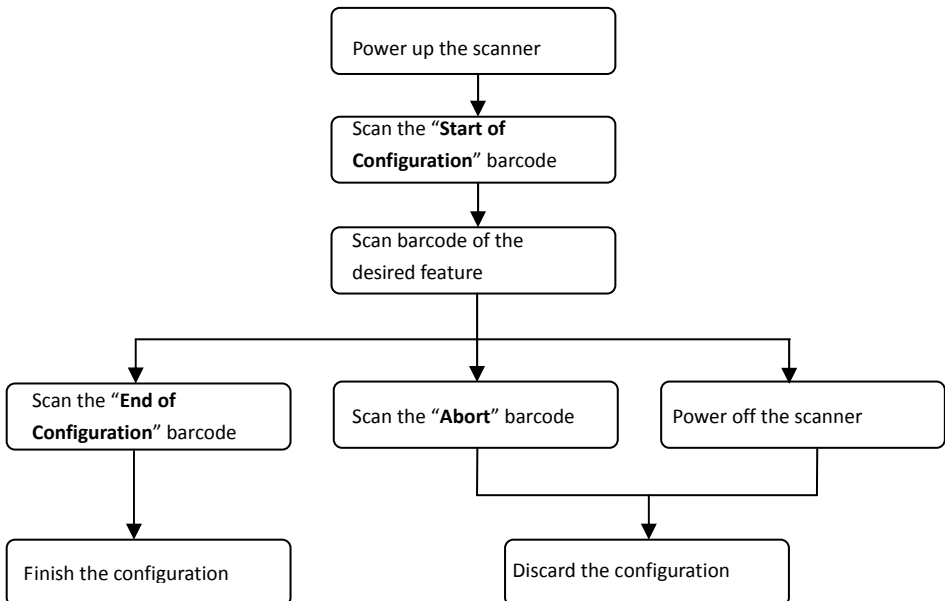 Power up the scanner
Scan the “Start of
Configuration” barcode
Scan barcode of the
desired feature
Scan the “End of
Configuration” barcode
Scan the “Abort” barcode
Power off the scanner
Finish the configuration
Discard the configuration